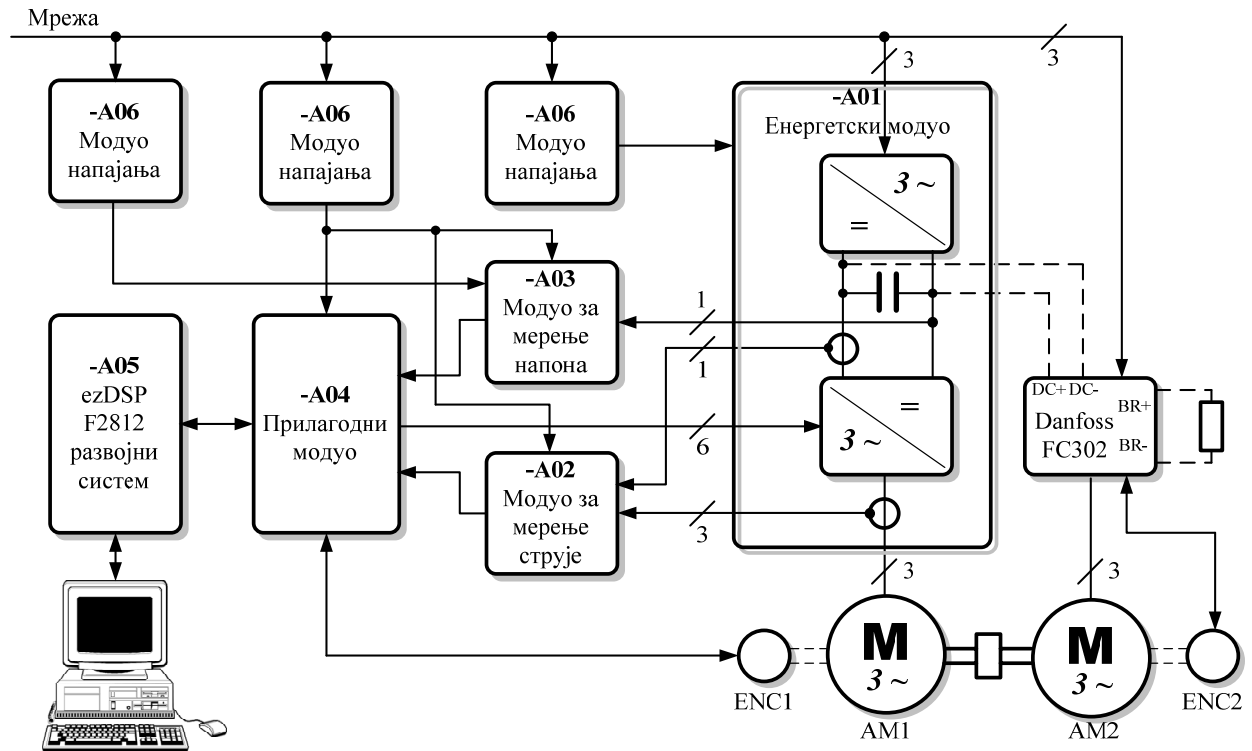 Мрежа
3
3
-A06
Модуо
напајања
-A06
Модуо
напајања
-A06
Модуо
напајања
-A01
Енергетски модуо
3 ~
=
-A03
Модуо за
мерење
напона
1
1
-A05
ezDSP
F2812
развојни
систем
-A04
Прилагодни
модуо
6
=
3 ~
DC+ DC-
BR+
Danfoss
FC302
BR-
-A02
Модуо за
мерење
струје
3
3
3
M
3 ~
M
3 ~
ENC1
AM1
AM2
ENC2